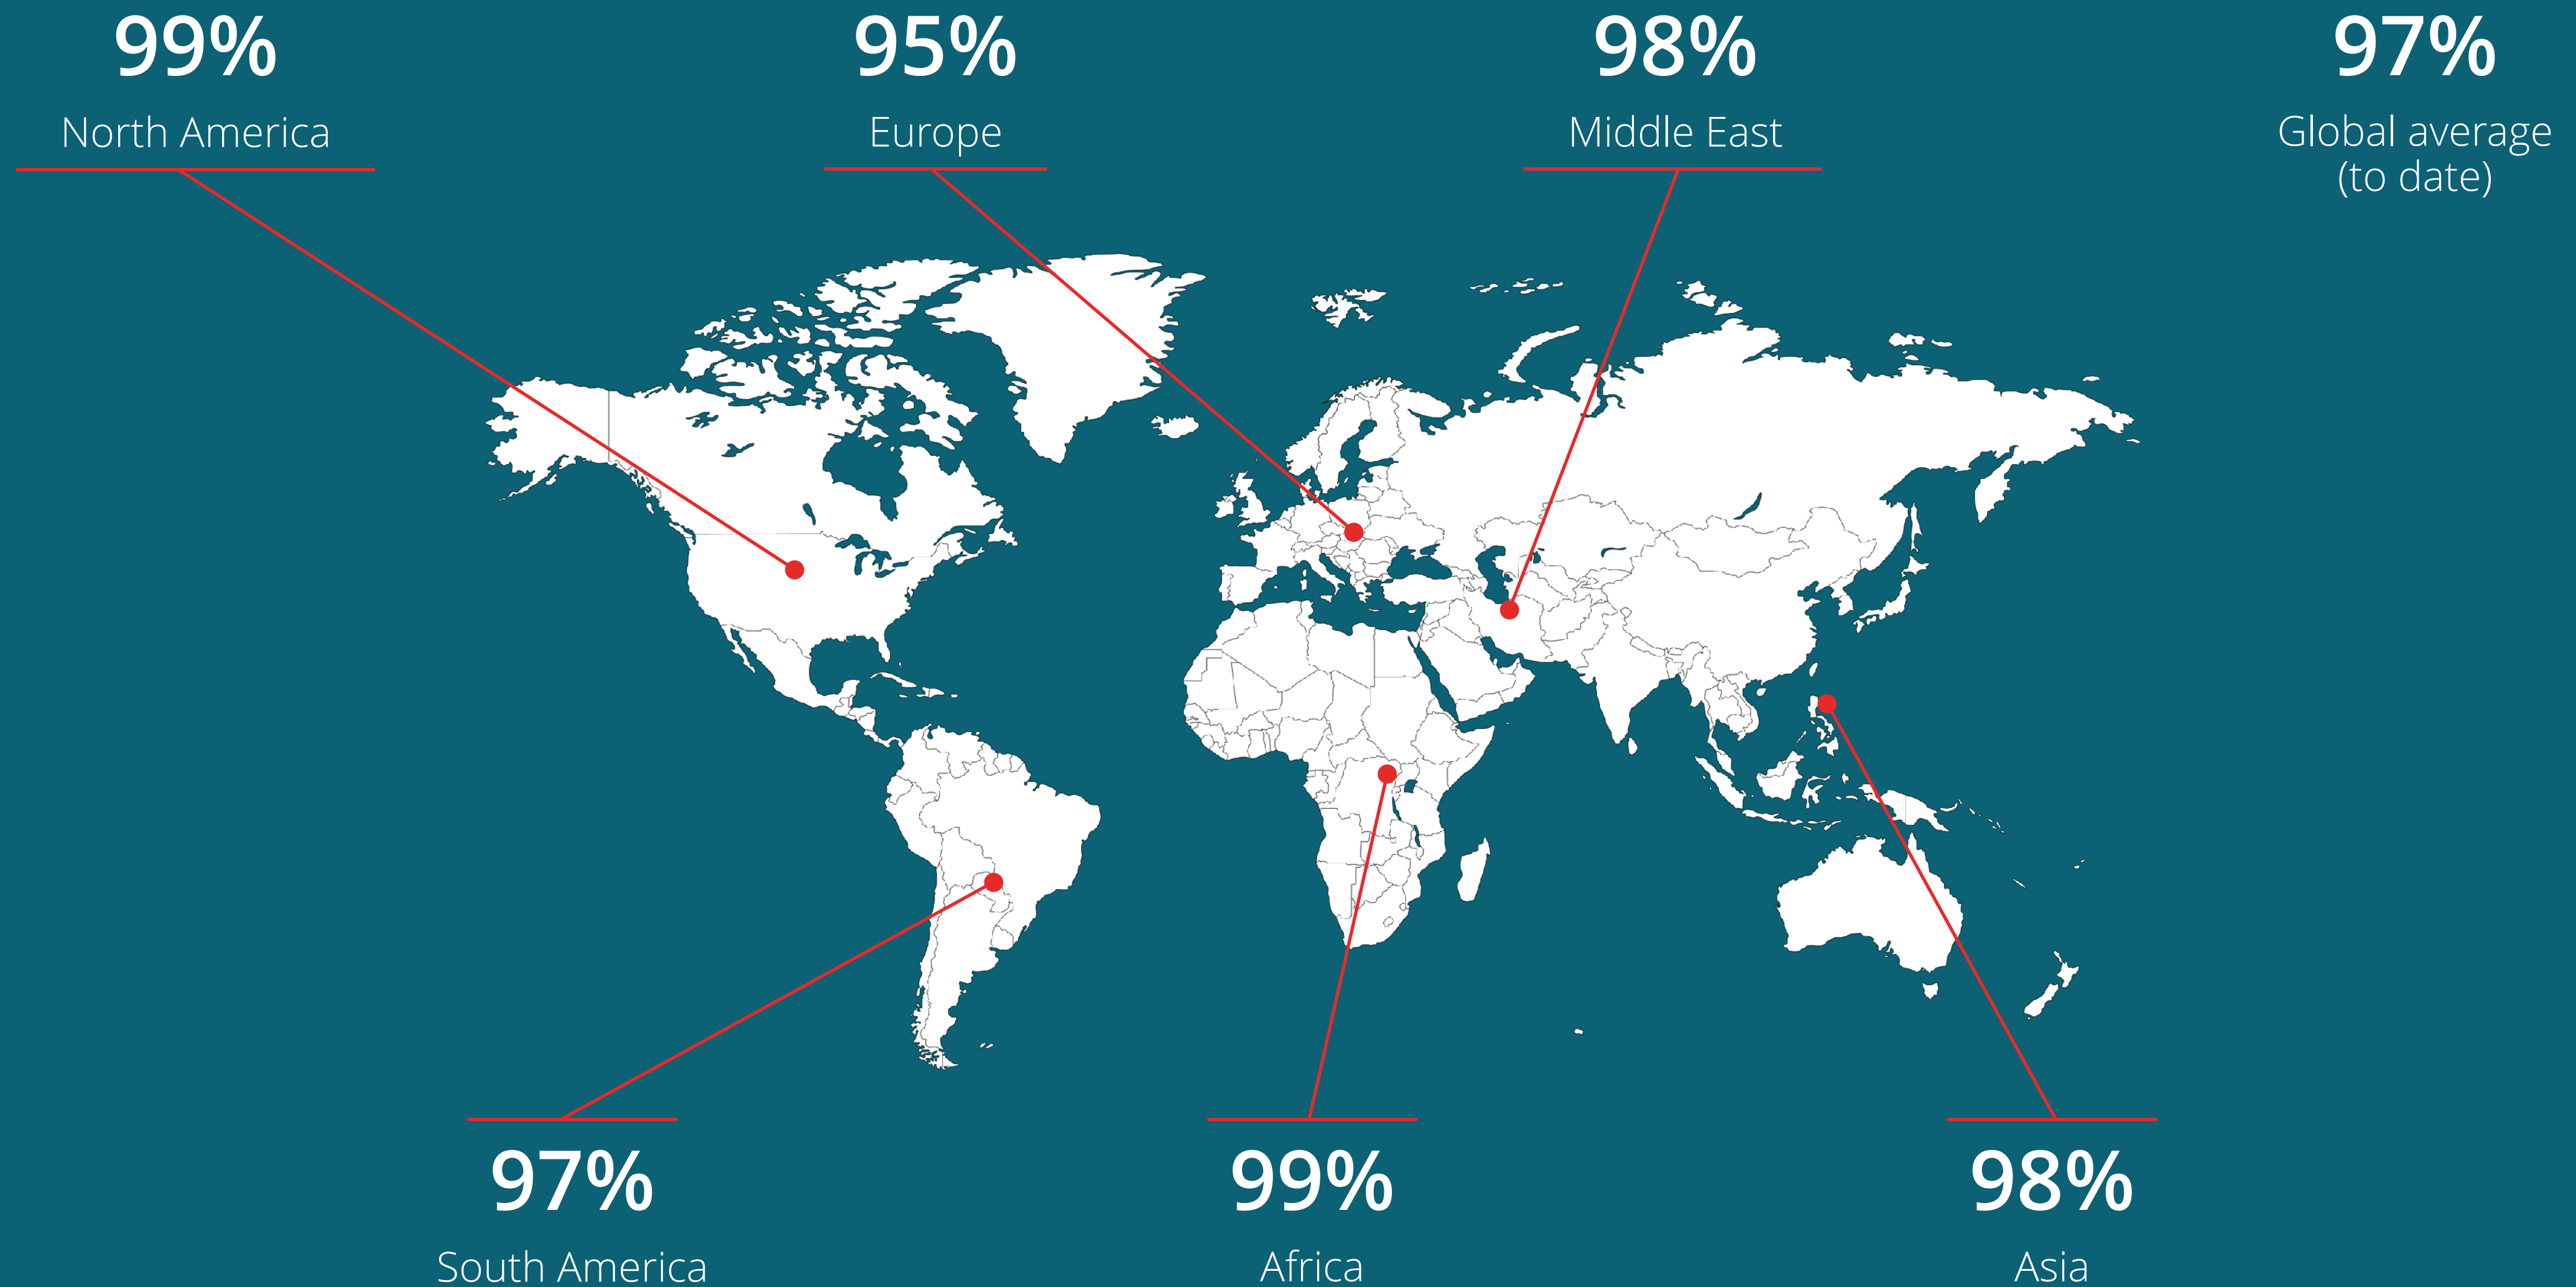 99%
North America
95%
Europe
98%
Middle East
97%
Global average
(to date)
97%
South America
99%
Africa
98%
Asia